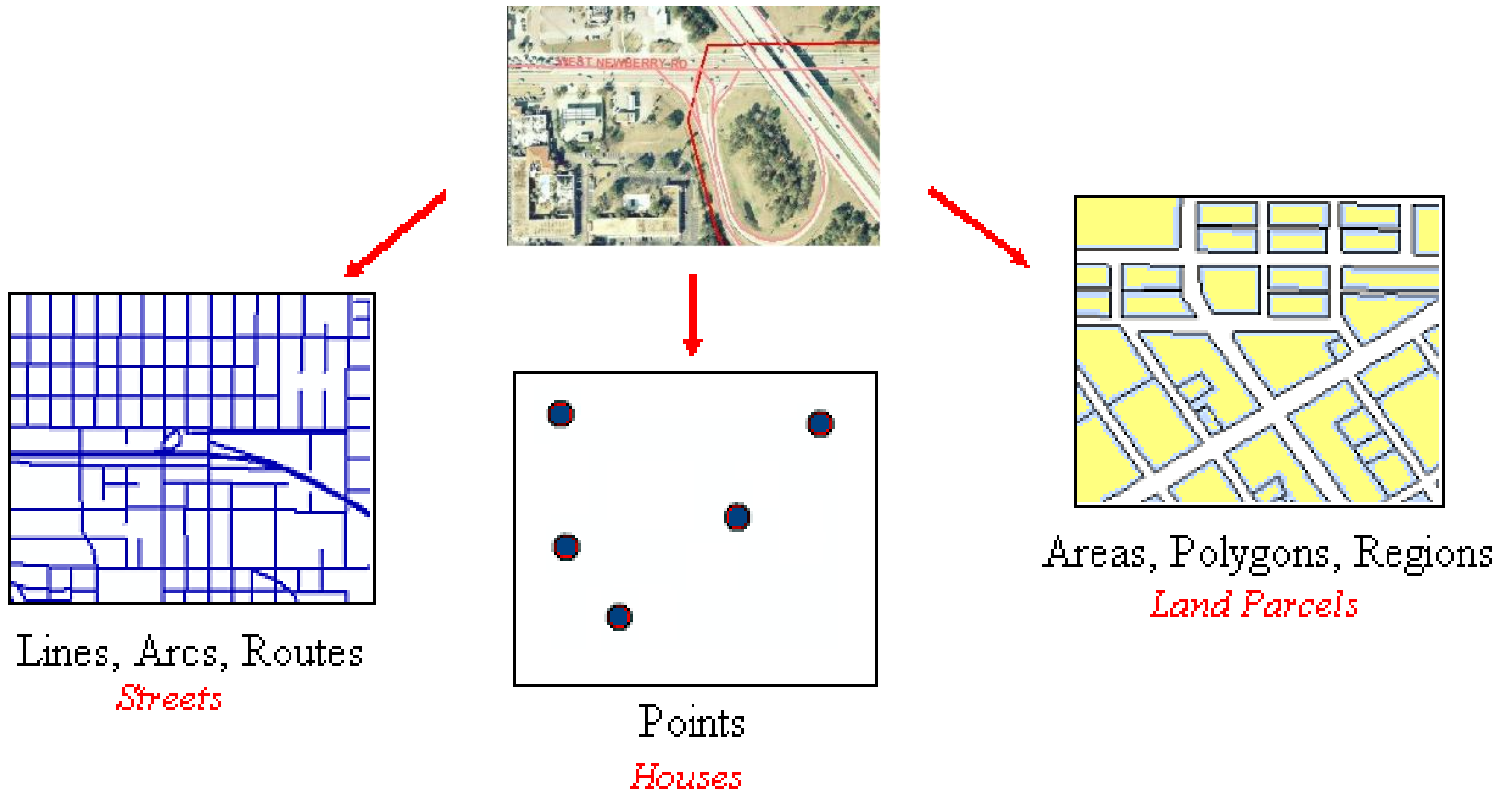 WEST NEWBERRY RD
Lines, Arcs, Routes
Streets
Points
Houses
Areas, Polygons, Regions
Land Parcels